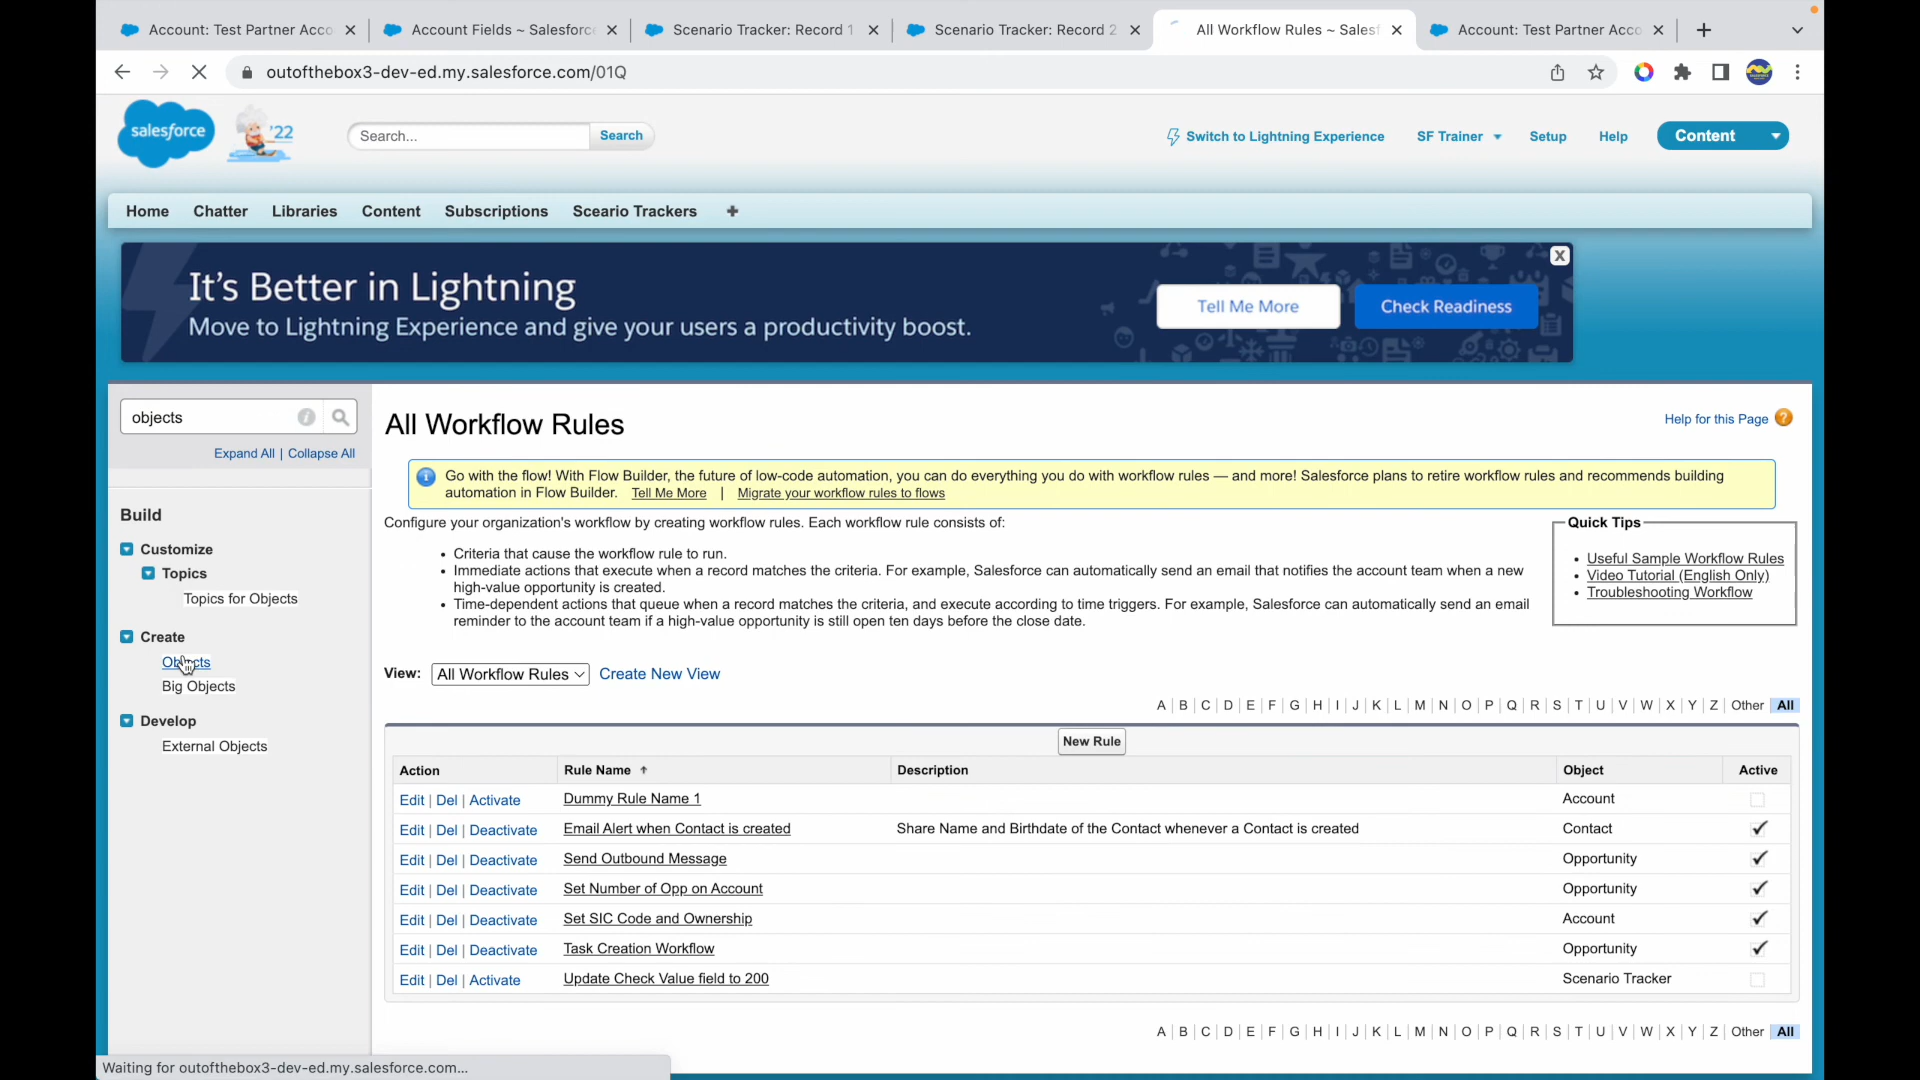 Account: Test Partner Acco
Account Fields ~ Salesforc
Scenario Tracker: Record 1
Scenario Tracker: Record 2
All Workflow Rules ~ Salesf
Account: Test Partner Acco
outofthebox3-dev-ed.my.salesforce.com/01Q
salesforce
'22
Search...
Search
Switch to Lightning Experience
SF Trainer
Setup
Help
Content
Home
Chatter
Libraries
Content
Subscriptions
Sceario Trackers
It's Better in Lightning
Move to Lightning Experience and give your users a productivity boost.
Tell Me More
Check Readiness
X
objects
Expand All | Collapse All
Build
Customize
Topics
Topics for Objects
Create
Objects
Big Objects
Develop
External Objects
All Workflow Rules
Help for this Page
Go with the flow! With Flow Builder, the future of low-code automation, you can do everything you do with workflow rules — and more! Salesforce plans to retire workflow rules and recommends building
automation in Flow Builder. Tell Me More | Migrate your workflow rules to flows
Configure your organization's workflow by creating workflow rules. Each workflow rule consists of:
• Criteria that cause the workflow rule to run.
• Immediate actions that execute when a record matches the criteria. For example, Salesforce can automatically send an email that notifies the account team when a new
high-value opportunity is created.
• Time-dependent actions that queue when a record matches the criteria, and execute according to time triggers. For example, Salesforce can automatically send an email
reminder to the account team if a high-value opportunity is still open ten days before the close date.
Quick Tips
• Useful Sample Workflow Rules
• Video Tutorial (English Only)
• Troubleshooting Workflow
View: All Workflow Rules Create New View
A | B | C | D | E | F | G | H | I | J | K | L | M | N | O | P | Q | R | S | T | U | V | W | X | Y | Z | Other | All
New Rule
Action Rule Name Description Object Active
Edit | Del | Activate Dummy Rule Name 1 Account
Edit | Del | Deactivate Email Alert when Contact is created Share Name and Birthdate of the Contact whenever a Contact is created Contact
Edit | Del | Deactivate Send Outbound Message Opportunity
Edit | Del | Deactivate Set Number of Opp on Account Opportunity
Edit | Del | Deactivate Set SIC Code and Ownership Account
Edit | Del | Deactivate Task Creation Workflow Opportunity
Edit | Del | Activate Update Check Value field to 200 Scenario Tracker
A | B | C | D | E | F | G | H | I | J | K | L | M | N | O | P | Q | R | S | T | U | V | W | X | Y | Z | Other | All
Waiting for outofthebox3-dev-ed.my.salesforce.com...